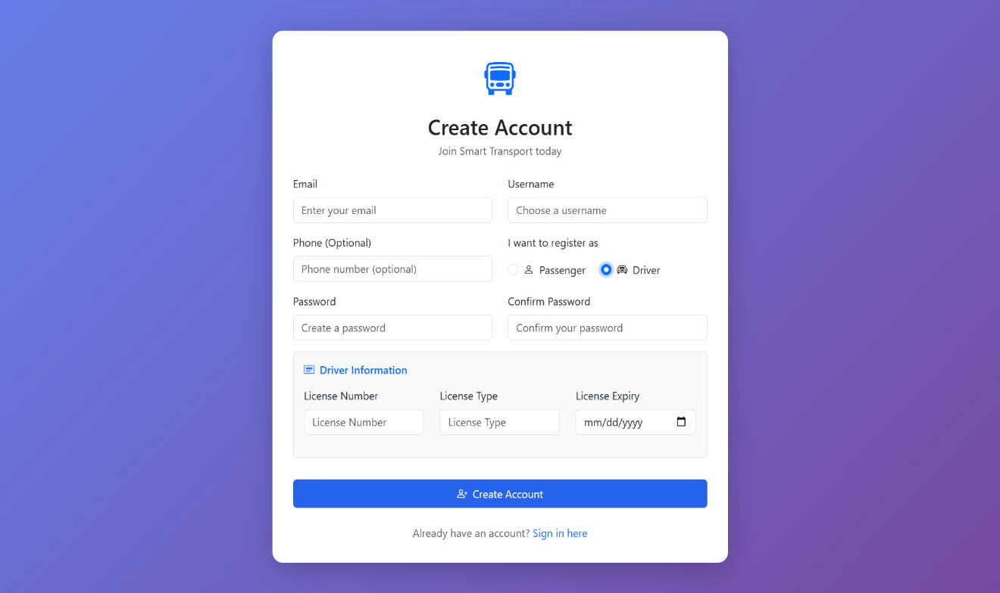 Create Account
Join Smart Transport today
Email
Username
Enter your email
Choose a username
Phone (Optional)
I want to register as
Phone number (optional)
Passenger
Driver
Password
Confirm Password
Create a password
Confirm your password
Driver Information
License Number
License Type
License Expiry
License Number
License Type
mm/dd/yyyy
Create Account
Already have an account? Sign in here